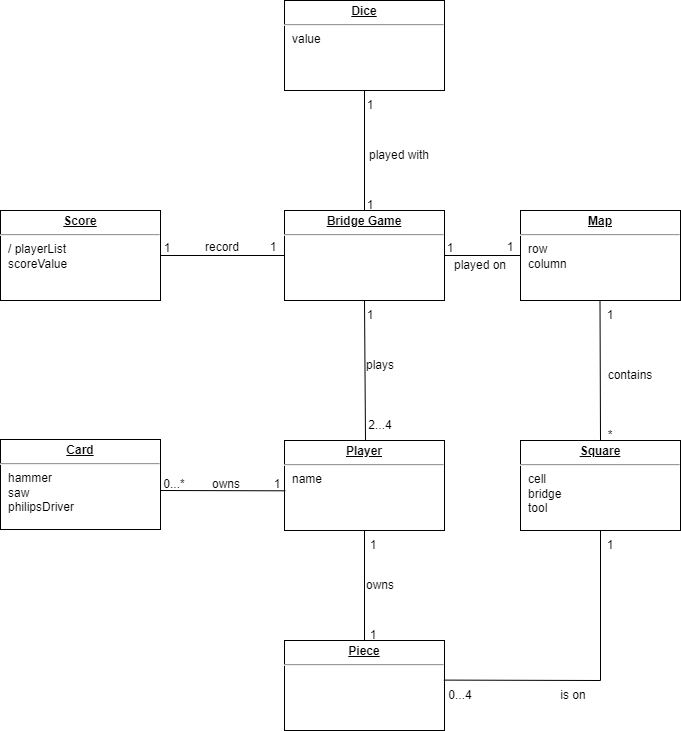 Dice
value
1
played with
1
Score
/ playerList
scoreValue
1
record
1
Bridge Game
1
1
played on
Map
row
column
1
plays
2...4
1
contains
*
Card
hammer
saw
philipsDriver
0...*
owns
1
Player
name
Square
cell
bridge
tool
1
owns
1
1
Piece
0...4
is on